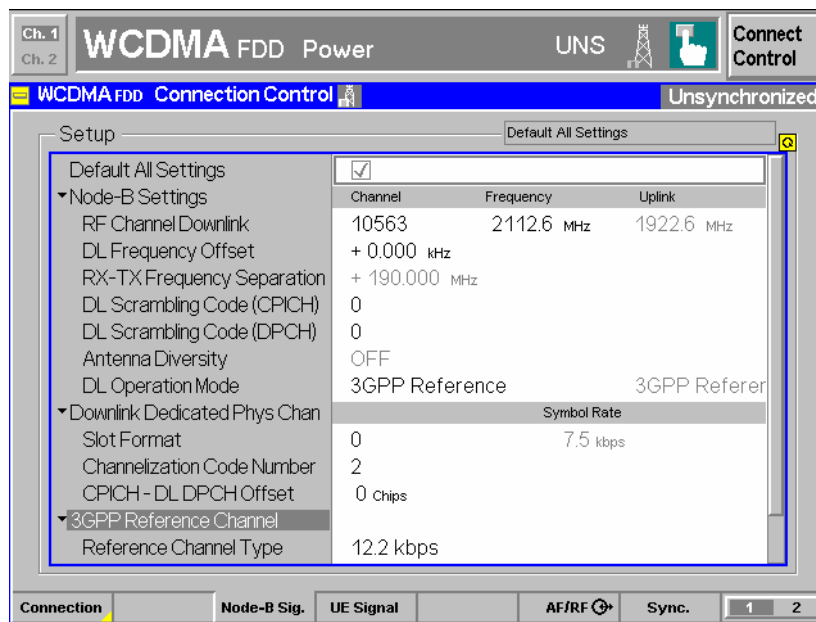 Ch. 1
Ch. 2
WCDMA FDD Power
UNS
Connect
Control
WCDMA FDD Connection Control
Unsynchronized
Setup
Default All Settings
Default All Settings
Node-B Settings Channel Frequency Uplink
RF Channel Downlink 10563 2112.6 MHz 1922.6 MHz
DL Frequency Offset + 0.000 kHz
RX-TX Frequency Separation + 190.000 MHz
DL Scrambling Code (CPICH) 0
DL Scrambling Code (DPCH) 0
Antenna Diversity OFF
DL Operation Mode 3GPP Reference 3GPP Referer
Downlink Dedicated Phys Chan Symbol Rate
Slot Format 0 7.5 kbps
Channelization Code Number 2
CPICH - DL DPCH Offset 0 Chips
3GPP Reference Channel
Reference Channel Type 12.2 kbps
Connection Node-B Sig. UE Signal AF/RF Sync. 1 2